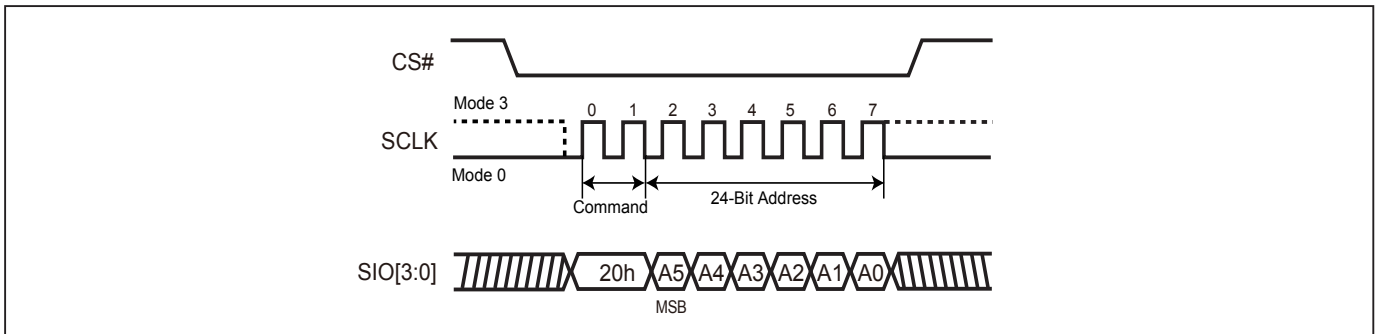 CS#
Mode 3
0 1 2 3 4 5 6 7
SCLK
Mode 0
Command
24-Bit Address
SIO[3:0]
20h A5 A4 A3 A2 A1 A0
MSB